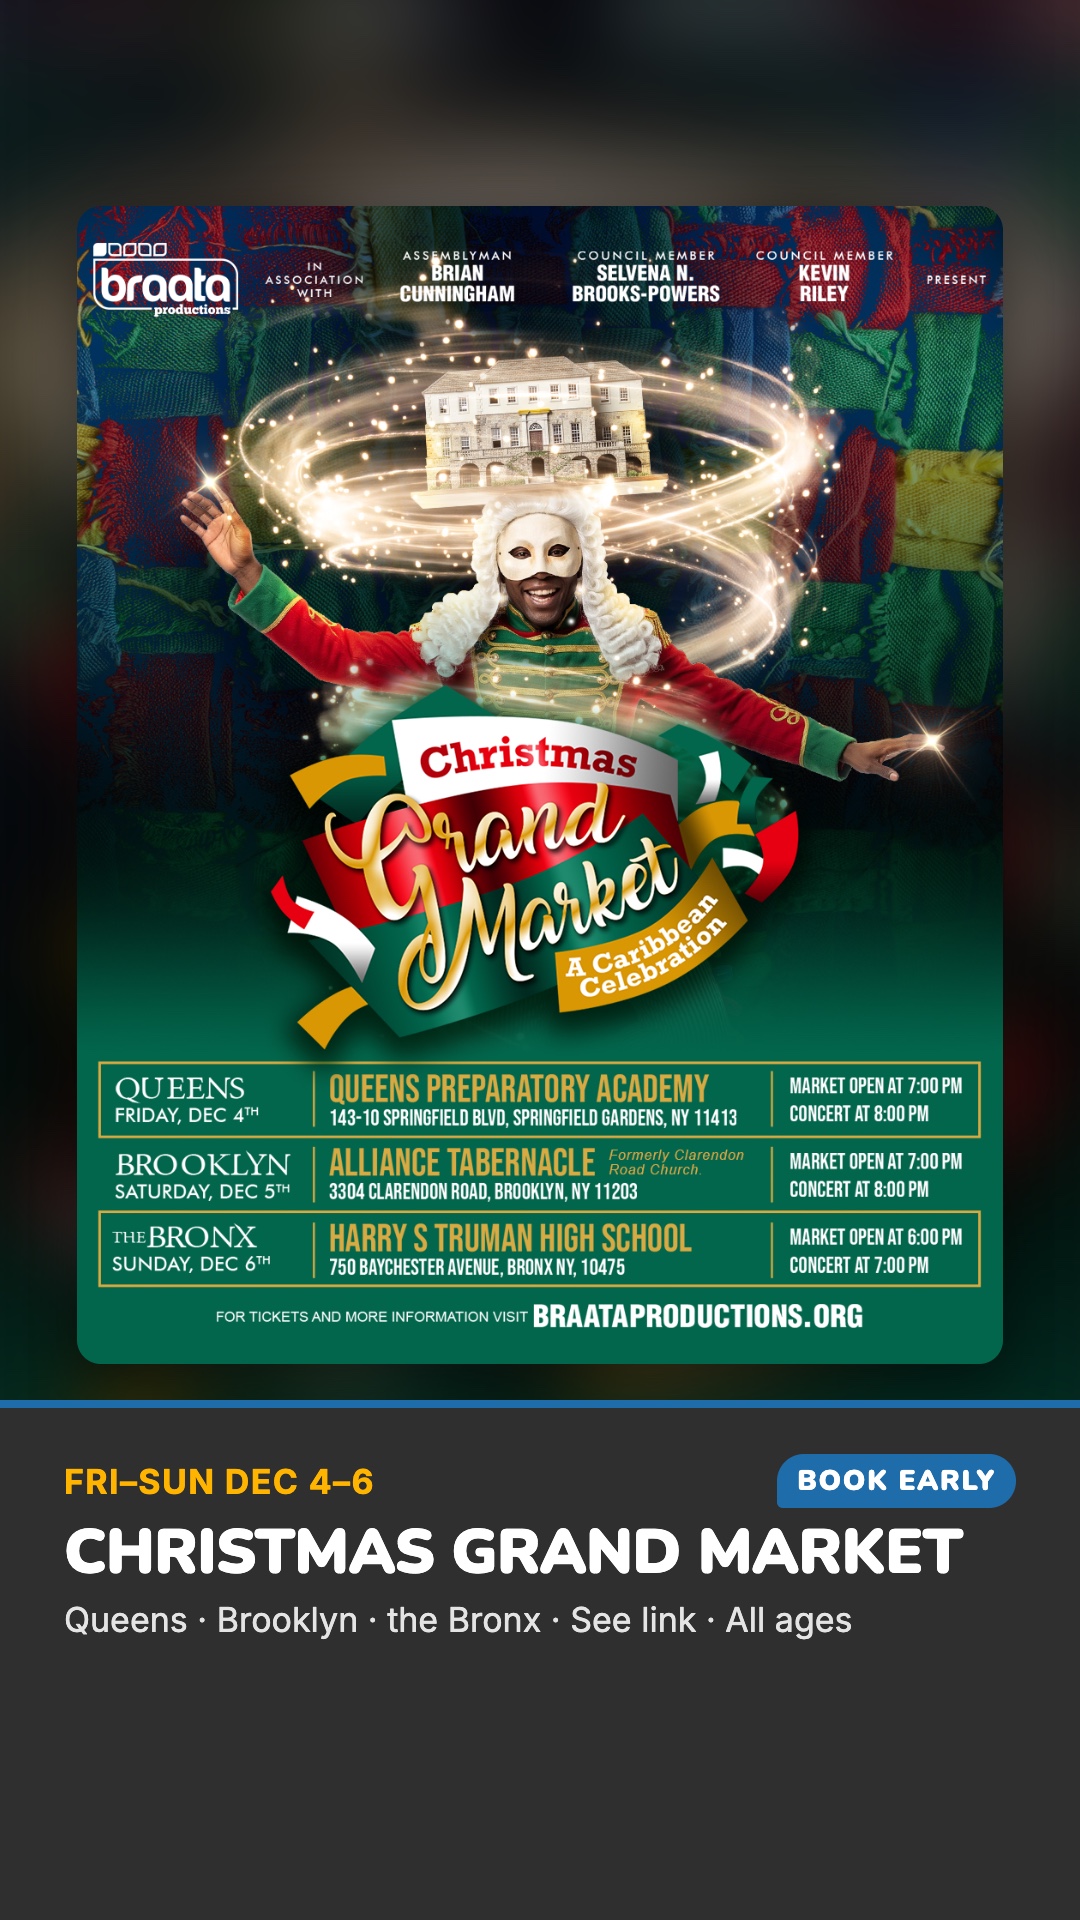 braata
productions
IN
ASSOCIATION
WITH
ASSEMBLYMAN
BRIAN
CUNNINGHAM
COUNCIL MEMBER
SELVENA N.
BROOKS-POWERS
COUNCIL MEMBER
KEVIN
RILEY
PRESENT
Christmas
Grand
Market
A Caribbean
Celebration
QUEENS
FRIDAY, DEC 4TH
QUEENS PREPARATORY ACADEMY
143-10 SPRINGFIELD BLVD, SPRINGFIELD GARDENS, NY 11413
MARKET OPEN AT 7:00 PM
CONCERT AT 8:00 PM
BROOKLYN
SATURDAY, DEC 5TH
ALLIANCE TABERNACLE
Formerly Clarendon
Road Church.
3304 CLARENDON ROAD, BROOKLYN, NY 11203
MARKET OPEN AT 7:00 PM
CONCERT AT 8:00 PM
THE BRONX
SUNDAY, DEC 6TH
HARRY S TRUMAN HIGH SCHOOL
750 BAYCHESTER AVENUE, BRONX NY, 10475
MARKET OPEN AT 6:00 PM
CONCERT AT 7:00 PM
FOR TICKETS AND MORE INFORMATION VISIT BRAATAPRODUCTIONS.ORG
FRI–SUN DEC 4–6
BOOK EARLY
CHRISTMAS GRAND MARKET
Queens · Brooklyn · the Bronx · See link · All ages